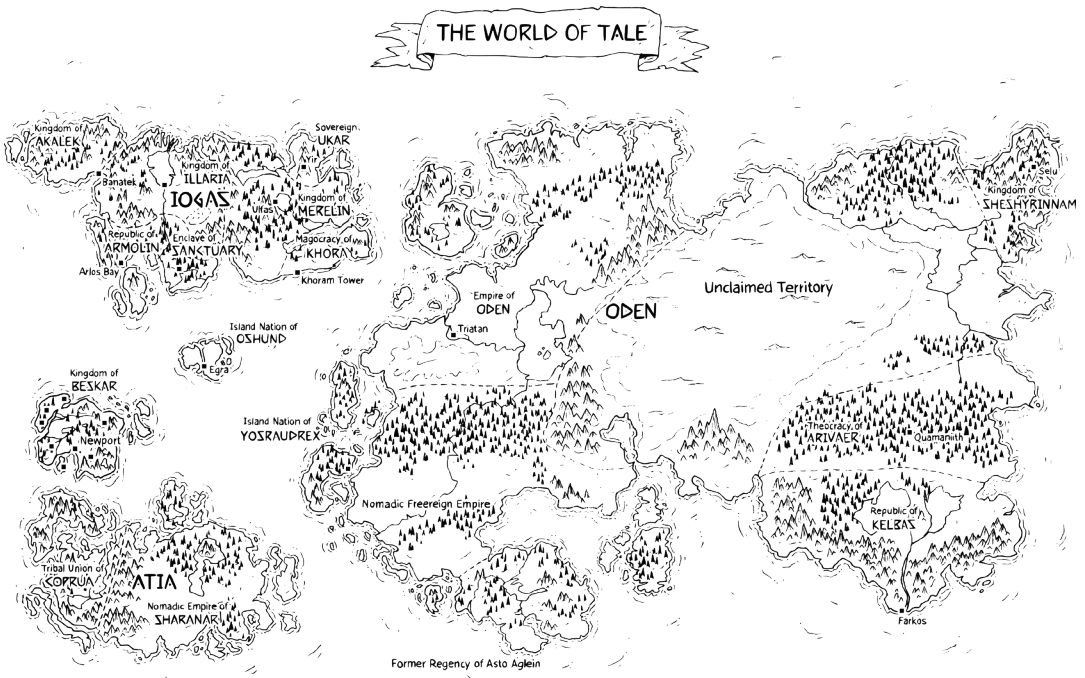 THE WORLD OF TALE
Kingdom of
AKALEK
Sovereign
UKAR
Ayir
Kingdom of
ILLARIA
Banatek
IOGAS
Ulfas
Kingdom of
MERELIN
Republic of
ARMOLIN
Enclave of
SANKTUARY
Magocracy of
KHORA
Arlos Bay
Khoram Tower
Selu
Kingdom of
SHESHYRINNAM
Empire of
ODEN
Triatan
ODEN
Unclaimed Territory
Island Nation of
OSHUND
Egra
Kingdom of
BESKAR
Newport
Island Nation of
YOSRAUDREX
Theocracy of
ARIVAER
Quamaniith
Nomadic Freereign Empire
Republic of
KELBAS
Tribal Union of
COPRUA
ATIA
Nomadic Empire of
SHARANAR
Farkos
Former Regency of Asto Aglein